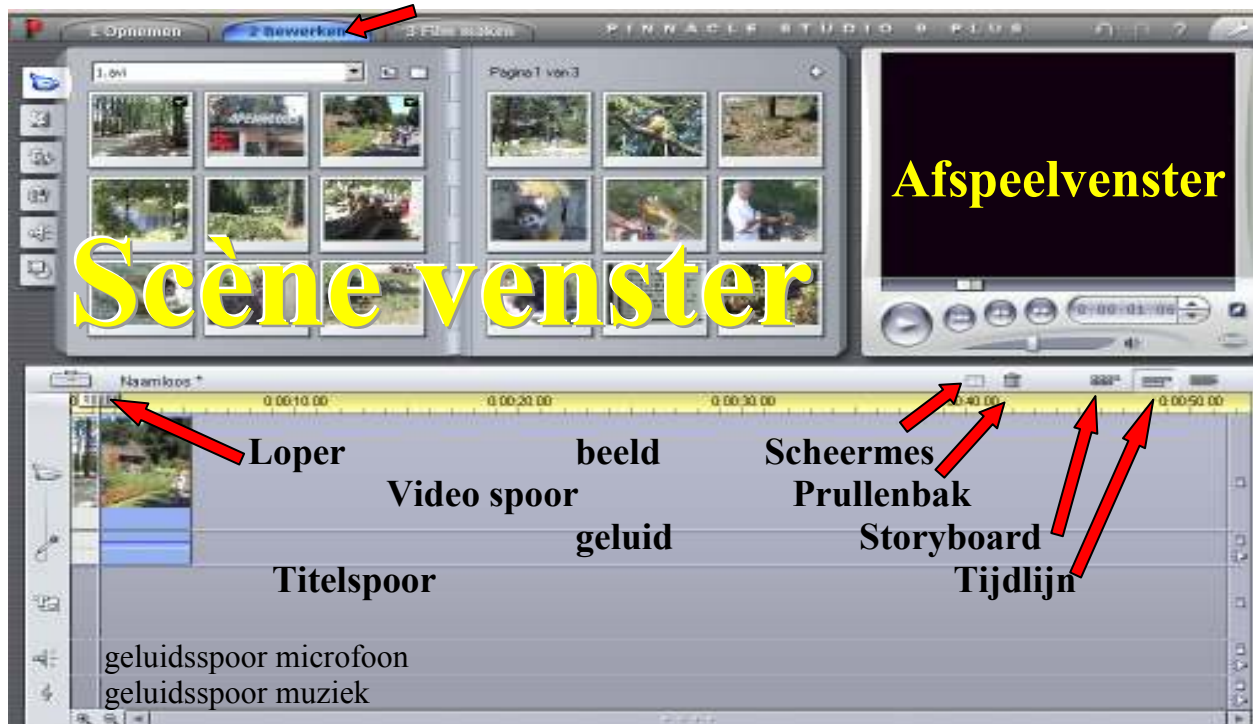 1 Opnemen 2 Bewerken 3 Film maken PINNACLE STUDIO 9 PLUS ?
1.avi
Pagina 1 van 3
Afspeelvenster
Scène venster
0:00:01.06
Naamloos *
0:00:10.00 0:00:20.00 0:00:30.00 0:00:50.00
Loper beeld Scheermes
Video spoor Prullenbak
geluid Storyboard
Titelspoor Tijdlijn
geluidsspoor microfoon
geluidsspoor muziek